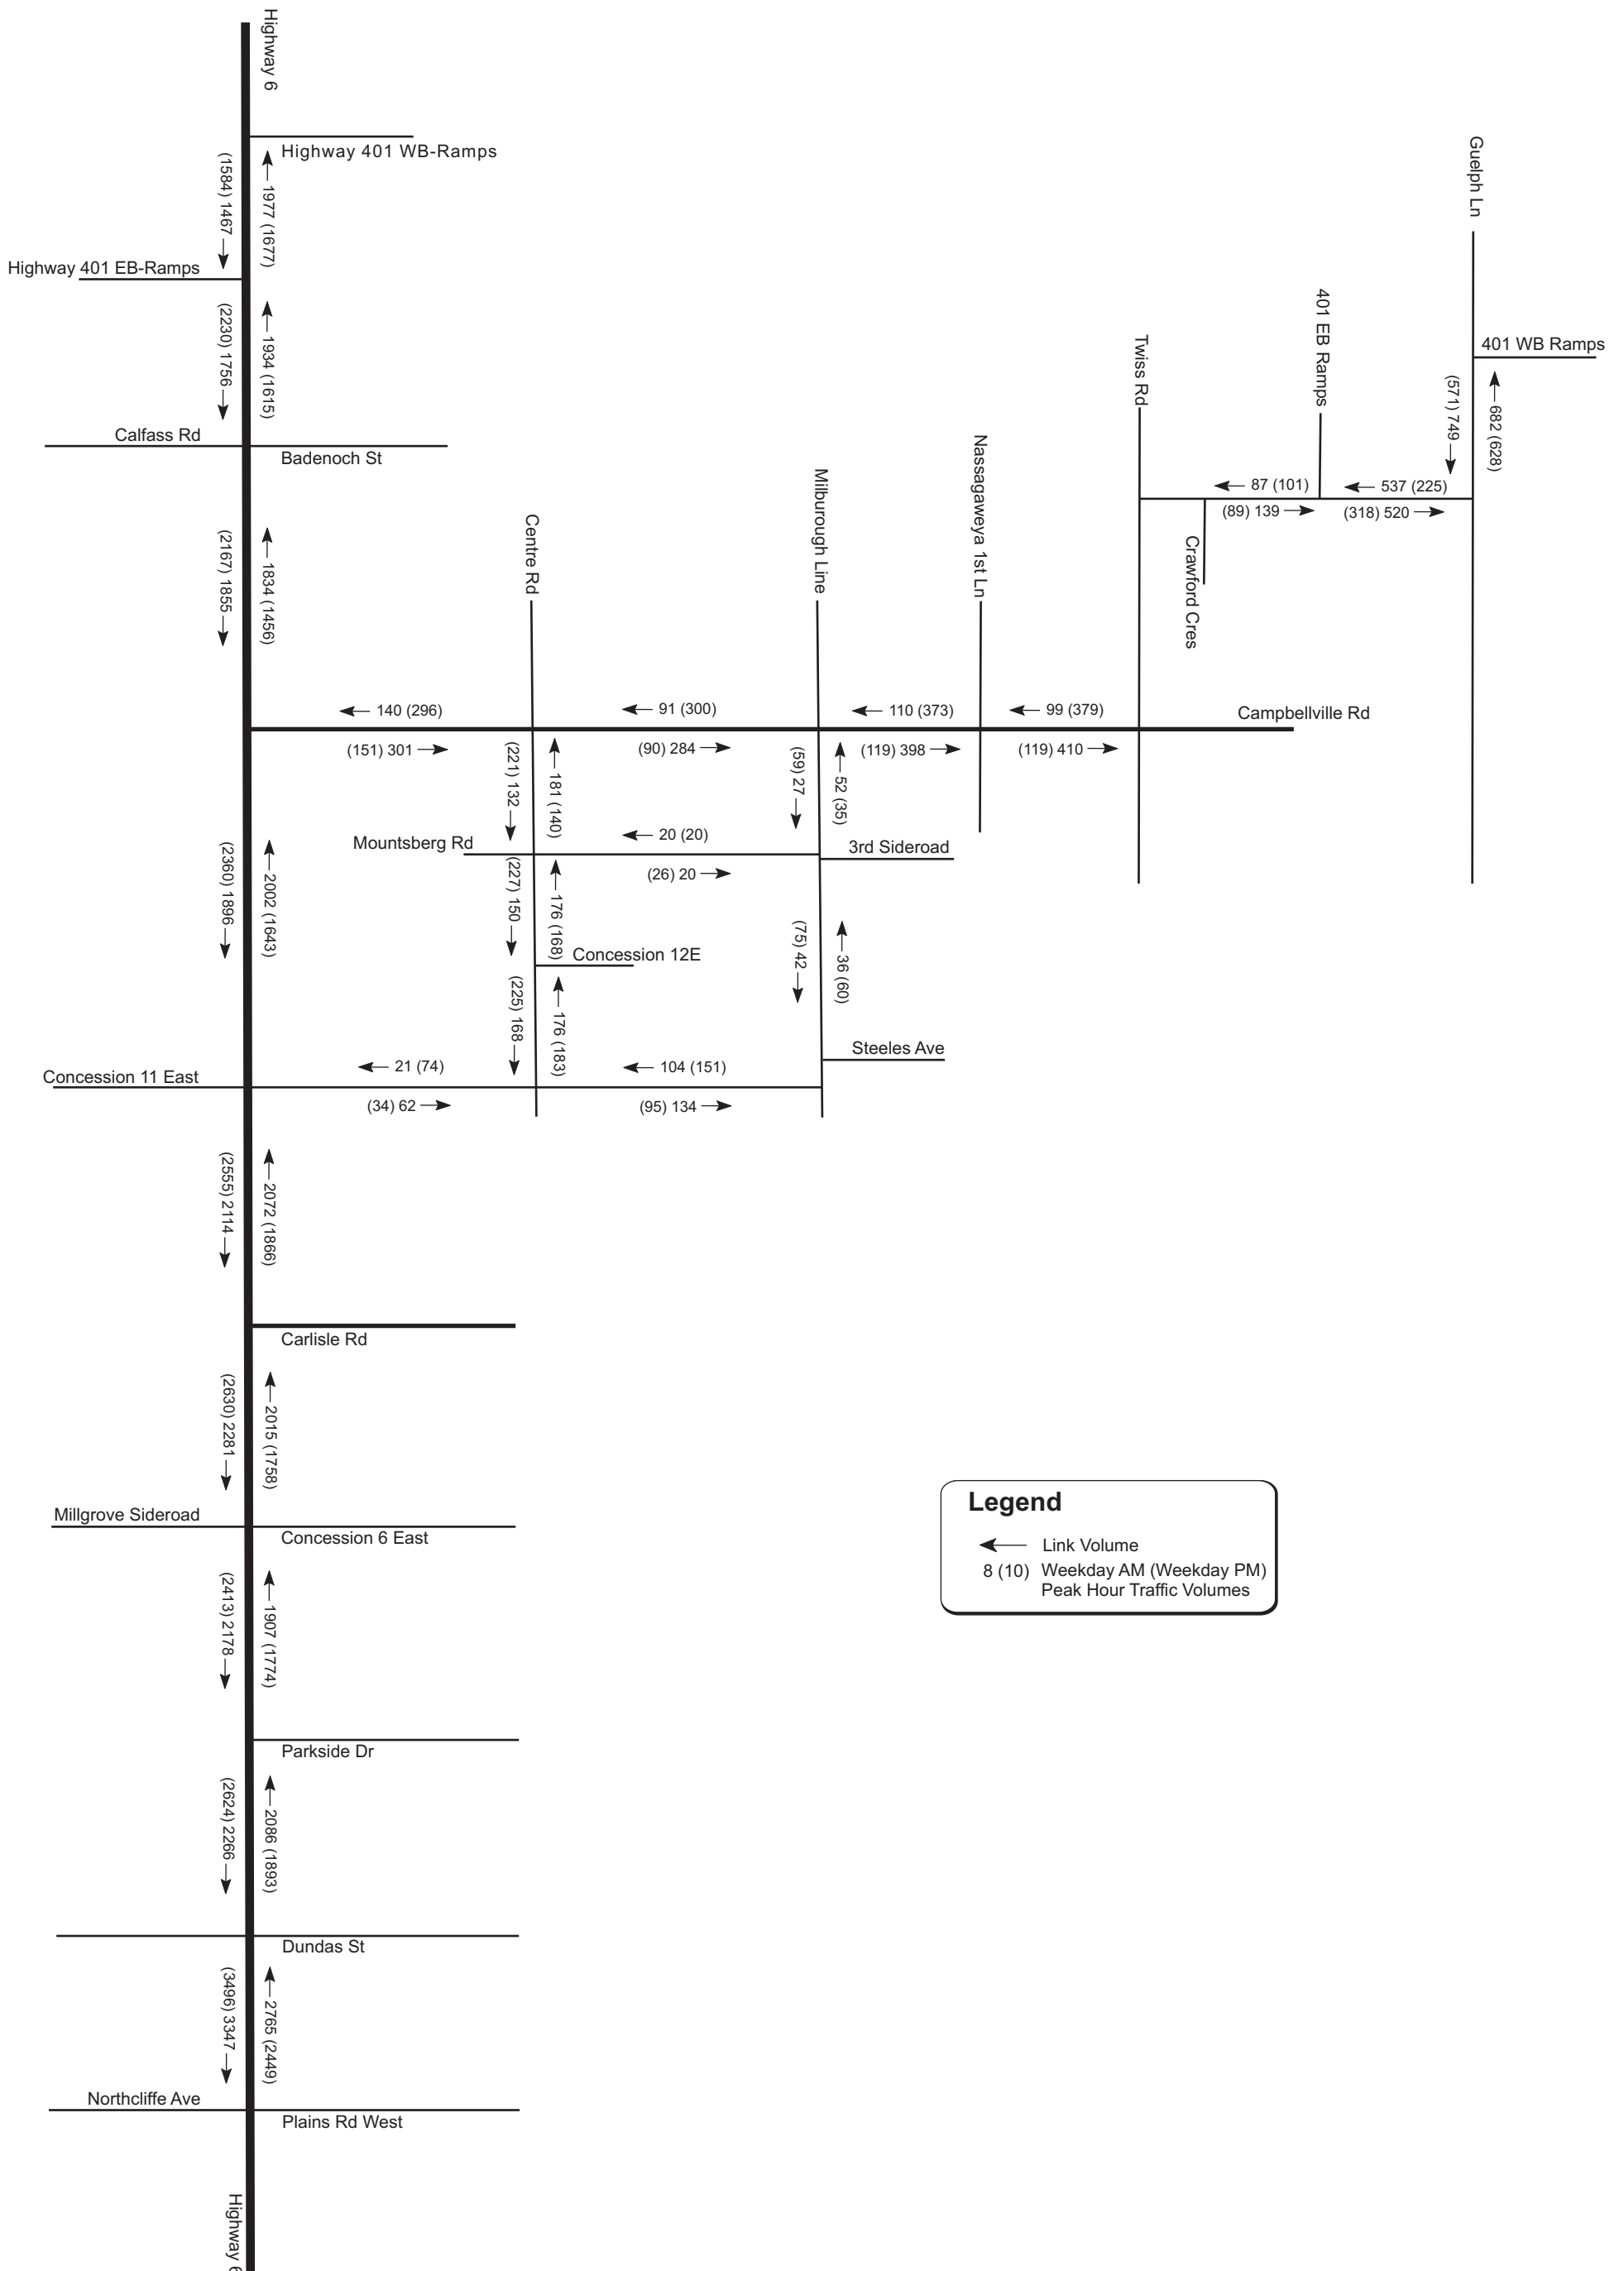 Highway 6
Highway 401 WB-Ramps
(1584) 1467
1977 (1677)
Highway 401 EB-Ramps
(2230) 1756
1934 (1615)
Calfass Rd
Badenoch St
(2167) 1855
1834 (1456)
Guelph Ln
401 WB Ramps
401 EB Ramps
Twiss Rd
(571) 749
682 (628)
87 (101)
537 (225)
(89) 139
(318) 520
Crawford Cres
Nassagaweya 1st Ln
Milburough Line
Centre Rd
140 (296)
91 (300)
110 (373)
99 (379)
Campbellville Rd
(151) 301
(90) 284
(119) 398
(119) 410
(221) 132
181 (140)
(59) 27
52 (35)
Mountsberg Rd
20 (20)
3rd Sideroad
(26) 20
(2360) 1896
2002 (1643)
(227) 150
176 (168)
(75) 42
36 (60)
Concession 12E
(225) 168
176 (183)
Steeles Ave
21 (74)
104 (151)
Concession 11 East
(34) 62
(95) 134
(2555) 2114
2072 (1866)
Carlisle Rd
(2630) 2281
2015 (1758)
Millgrove Sideroad
Concession 6 East
(2413) 2178
1907 (1774)
Parkside Dr
(2624) 2266
2086 (1893)
Dundas St
(3496) 3347
2765 (2449)
Northcliffe Ave
Plains Rd West
Highway 6
Legend
Link Volume
8 (10) Weekday AM (Weekday PM)
Peak Hour Traffic Volumes